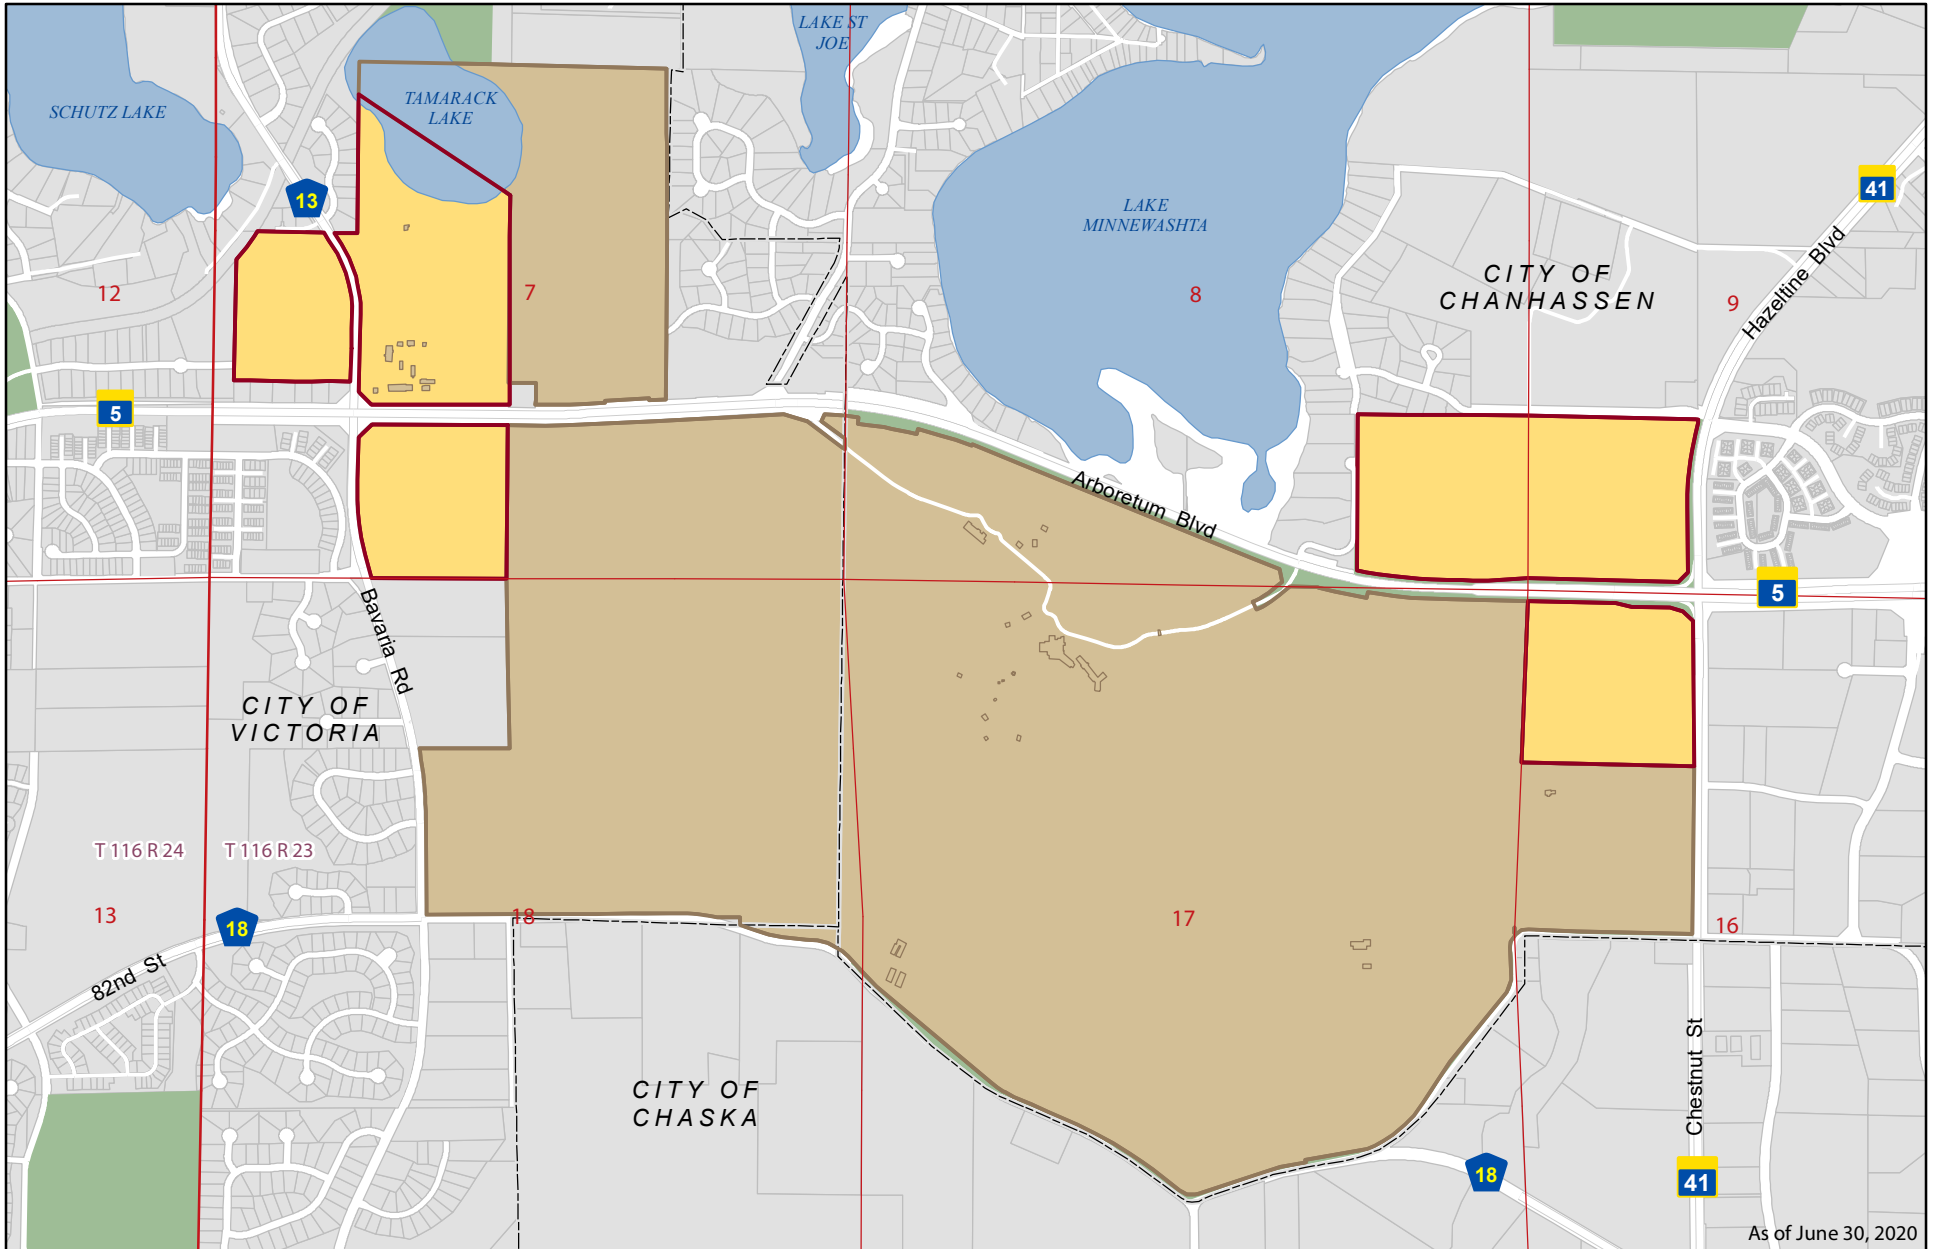 LAKE ST
JOE
SCHUTZ LAKE
TAMARACK
LAKE
13
41
LAKE
MINNEWASHTA
Hazeltine Blvd
CITY OF
CHANHASSEN
12
7
8
9
5
Arboretum Blvd
5
Bavaria Rd
CITY OF
VICTORIA
T 116 R 24
T 116 R 23
13
18
18
17
16
82nd St
CITY OF
CHASKA
Chestnut St
18
41
As of June 30, 2020